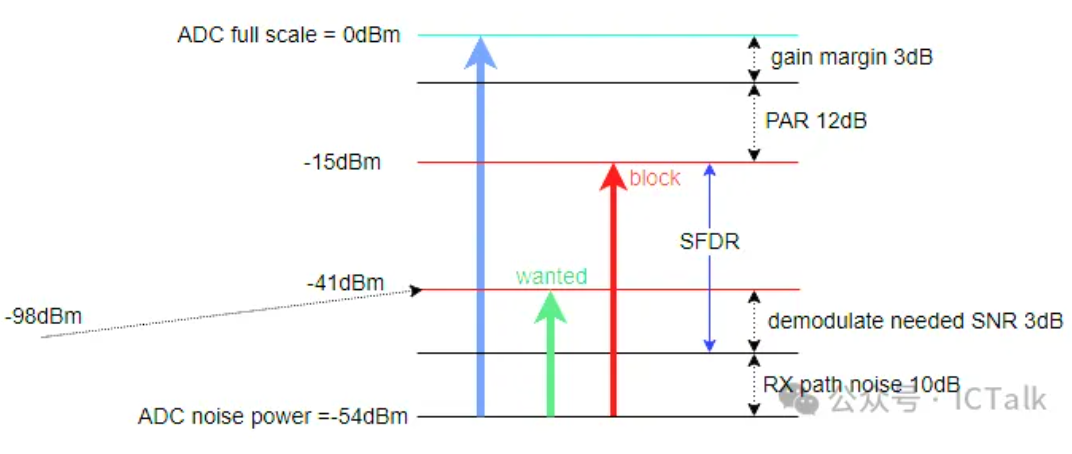 ADC full scale = 0dBm
gain margin 3dB
PAR 12dB
-15dBm
block
SFDR
wanted
-41dBm
-98dBm
demodulate needed SNR 3dB
RX path noise 10dB
公众号 · ICTalk
ADC noise power =-54dBm